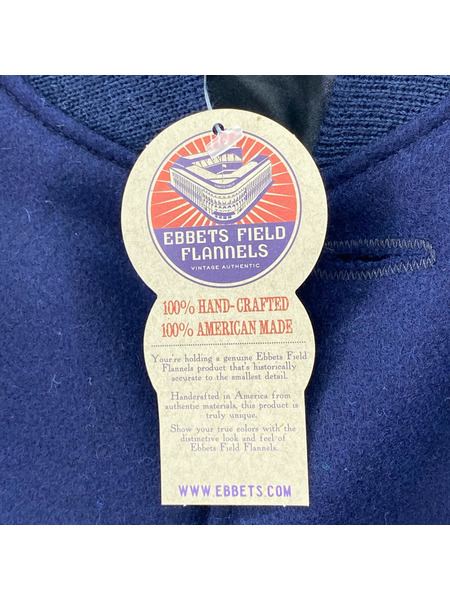 EBBETS FIELD
FLANNELS
VINTAGE AUTHENTIC
100% HAND-CRAFTED
100% AMERICAN MADE
You're holding a genuine Ebbets Field
Flannels product that's historically
accurate to the smallest detail.
Handcrafted in America from
authentic materials, this product is
truly unique.
Show your true colors with the
distinctive look and feel of
Ebbets Field Flannels.
WWW.EBBETS.COM